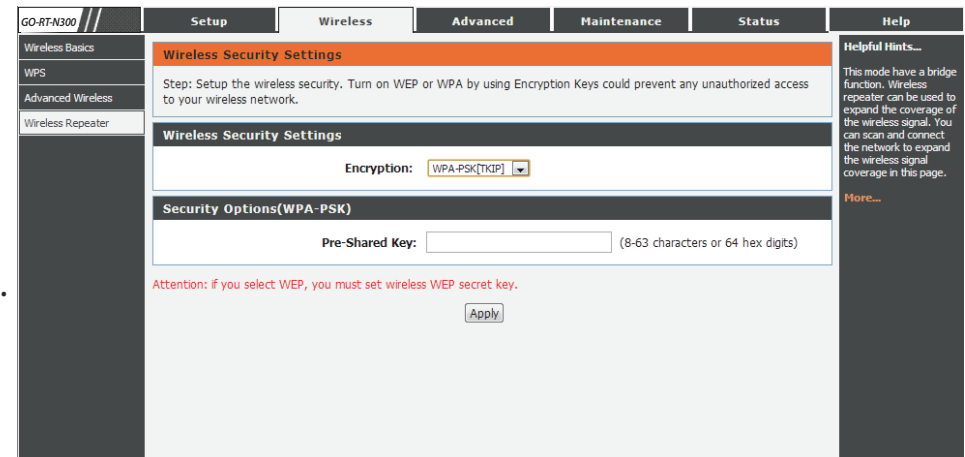 GO-RT-N300
Setup
Wireless
Advanced
Maintenance
Status
Help
Wireless Basics
WPS
Advanced Wireless
Wireless Repeater
Wireless Security Settings
Step: Setup the wireless security. Turn on WEP or WPA by using Encryption Keys could prevent any unauthorized access
to your wireless network.
Wireless Security Settings
Encryption: WPA-PSK[TKIP]
Security Options(WPA-PSK)
Pre-Shared Key: (8-63 characters or 64 hex digits)
Attention: if you select WEP, you must set wireless WEP secret key.
Apply
Helpful Hints...
This mode have a bridge
function. Wireless
repeater can be used to
expand the coverage of
the wireless signal. You
can scan and connect
the network to expand
the wireless signal
coverage in this page.
More...